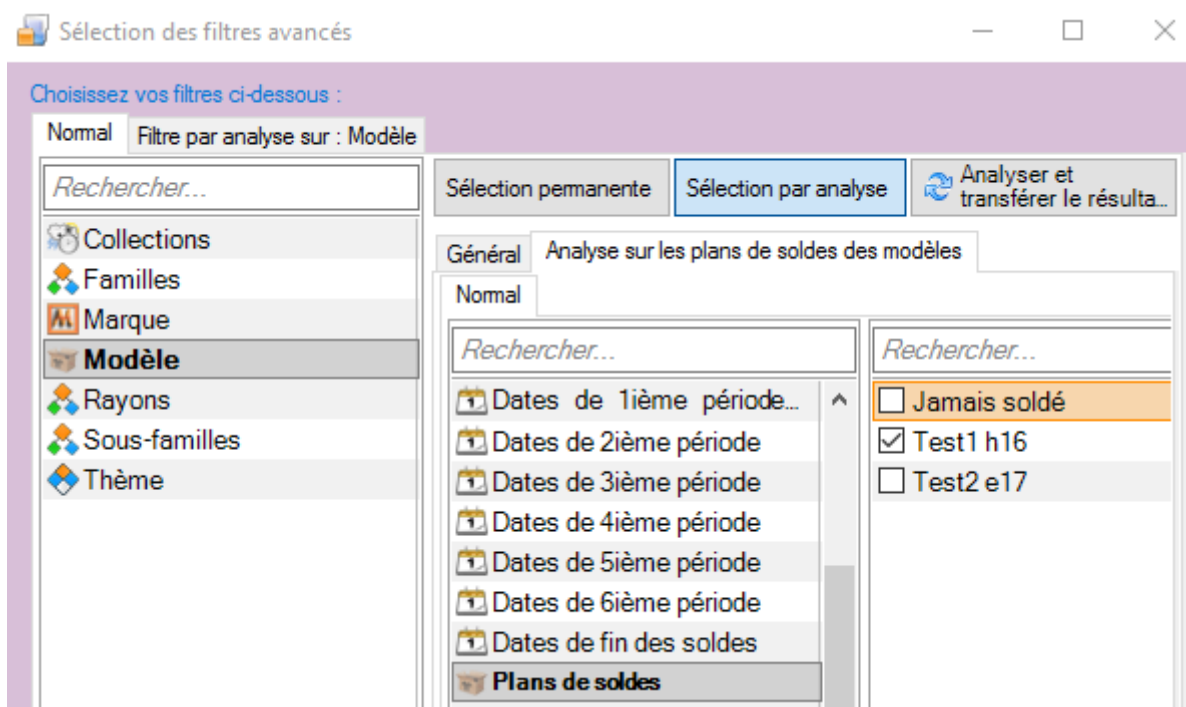 Sélection des filtres avancés
Choisissez vos filtres ci-dessous :
Normal Filtre par analyse sur : Modèle
Rechercher...
Collections
Familles
Marque
Modèle
Rayons
Sous-familles
Thème
Sélection permanente Sélection par analyse Analyser et
transférer le résulta...
Général Analyse sur les plans de soldes des modèles
Normal
Rechercher...
Dates de 1ième période...
Dates de 2ième période
Dates de 3ième période
Dates de 4ième période
Dates de 5ième période
Dates de 6ième période
Dates de fin des soldes
Plans de soldes
Rechercher...
Jamais soldé
Test1 h16
Test2 e17